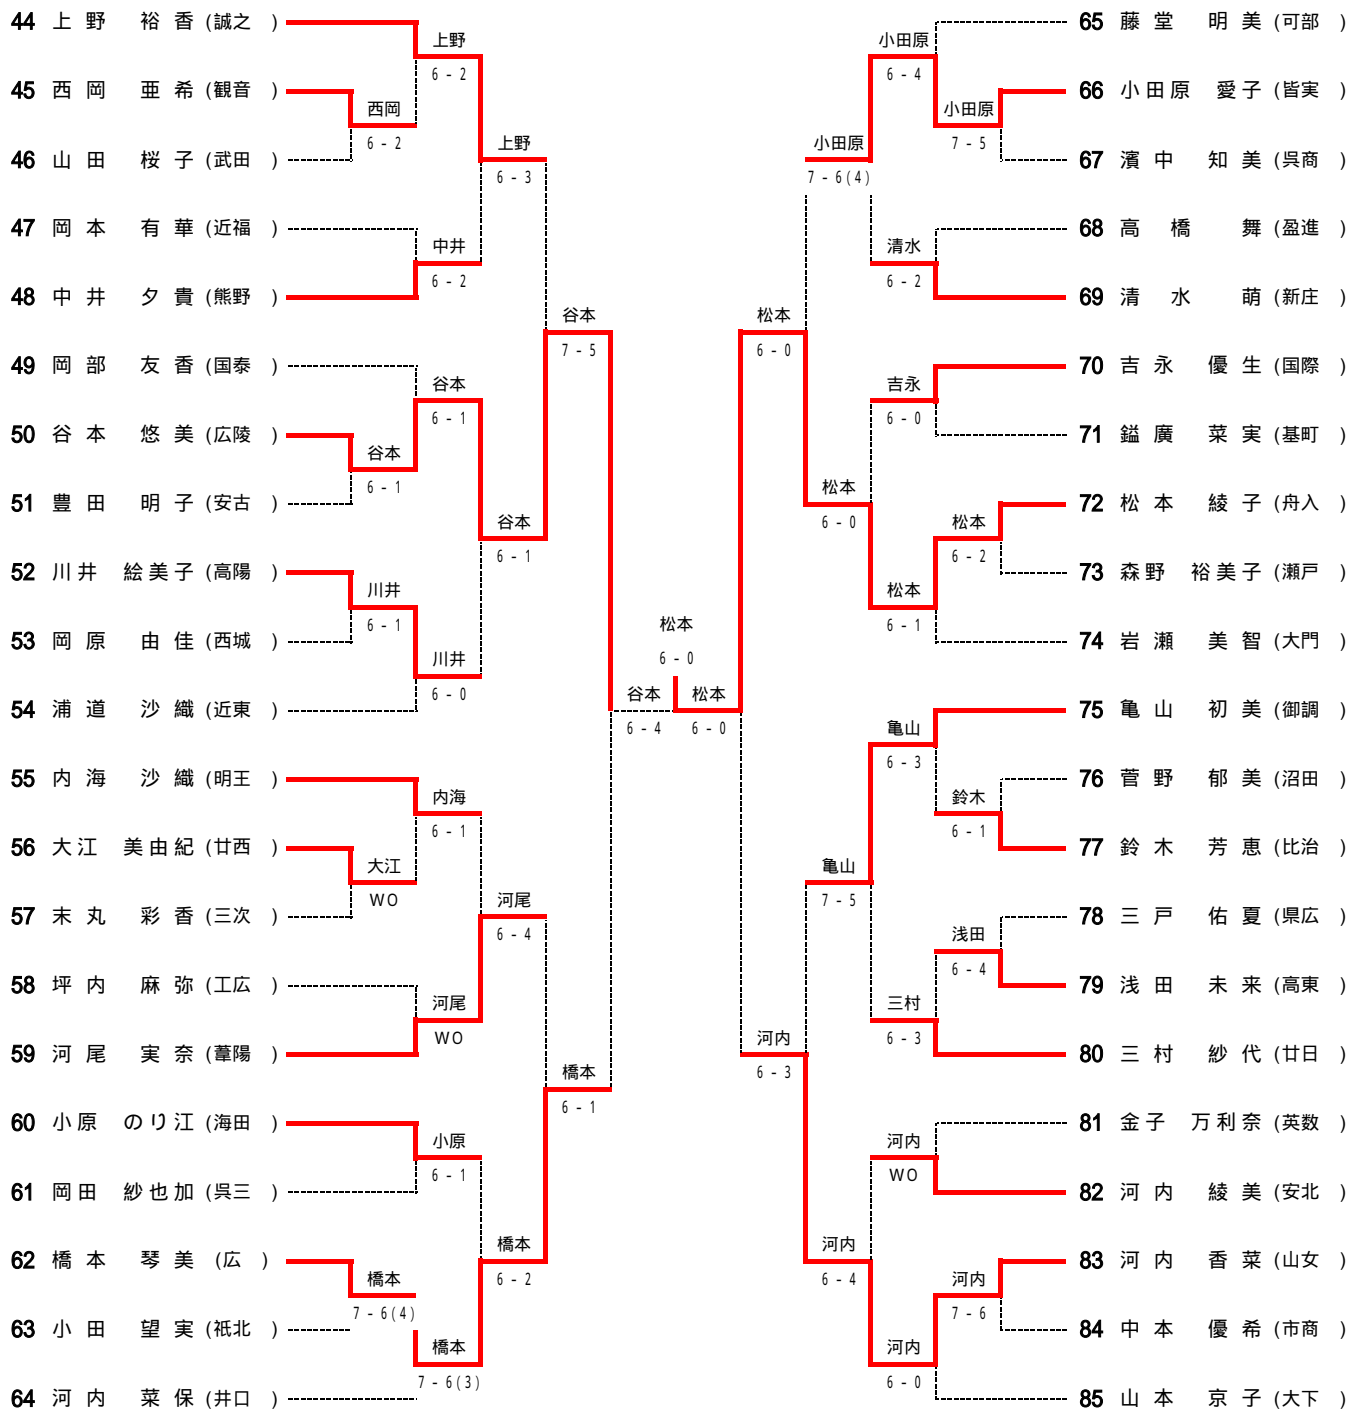 44 上野 裕香 (誠之)
45 西岡 亜希 (観音)
46 山田 桜子 (武田)
47 岡本 有華 (近福)
48 中井 夕貴 (熊野)
49 岡部 友香 (国泰)
50 谷本 悠美 (広陵)
51 豊田 明子 (安古)
52 川井 絵美子 (高陽)
53 岡原 由佳 (西城)
54 浦道 沙織 (近東)
55 内海 沙織 (明王)
56 大江 美由紀 (廿西)
57 末丸 彩香 (三次)
58 坪内 麻弥 (工広)
59 河尾 実奈 (葦陽)
60 小原 のり江 (海田)
61 岡田 紗也加 (呉三)
62 橋本 琴美 (広)
63 小田 望実 (祇北)
64 河内 菜保 (井口)
西岡
6-2
谷本
6-1
川井
6-1
大江
WO
橋本
7-6(4)
上野
6-2
中井
6-2
谷本
6-1
川井
6-0
内海
6-1
河尾
WO
小原
6-1
橋本
7-6(3)
上野
6-3
谷本
6-1
河尾
6-4
橋本
6-2
谷本
7-5
橋本
6-1
谷本
6-4
松本
6-0
松本
6-0
松本
6-0
河内
6-3
小田原
7-6(4)
松本
6-0
亀山
7-5
河内
6-4
小田原
6-4
清水
6-2
吉永
6-0
松本
6-1
亀山
6-3
三村
6-3
河内
WO
河内
6-0
小田原
7-5
松本
6-2
鈴木
6-1
浅田
6-4
河内
7-6
65 藤堂 明美 (可部)
66 小田原 愛子 (皆実)
67 濱中 知美 (呉商)
68 高橋 舞 (盈進)
69 清水 萌 (新庄)
70 吉永 優生 (国際)
71 鎰廣 菜実 (基町)
72 松本 綾子 (舟入)
73 森野 裕美子 (瀬戸)
74 岩瀬 美智 (大門)
75 亀山 初美 (御調)
76 菅野 郁美 (沼田)
77 鈴木 芳恵 (比治)
78 三戸 佑夏 (県広)
79 浅田 未来 (高東)
80 三村 紗代 (廿日)
81 金子 万利奈 (英数)
82 河内 綾美 (安北)
83 河内 香菜 (山女)
84 中本 優希 (市商)
85 山本 京子 (大下)